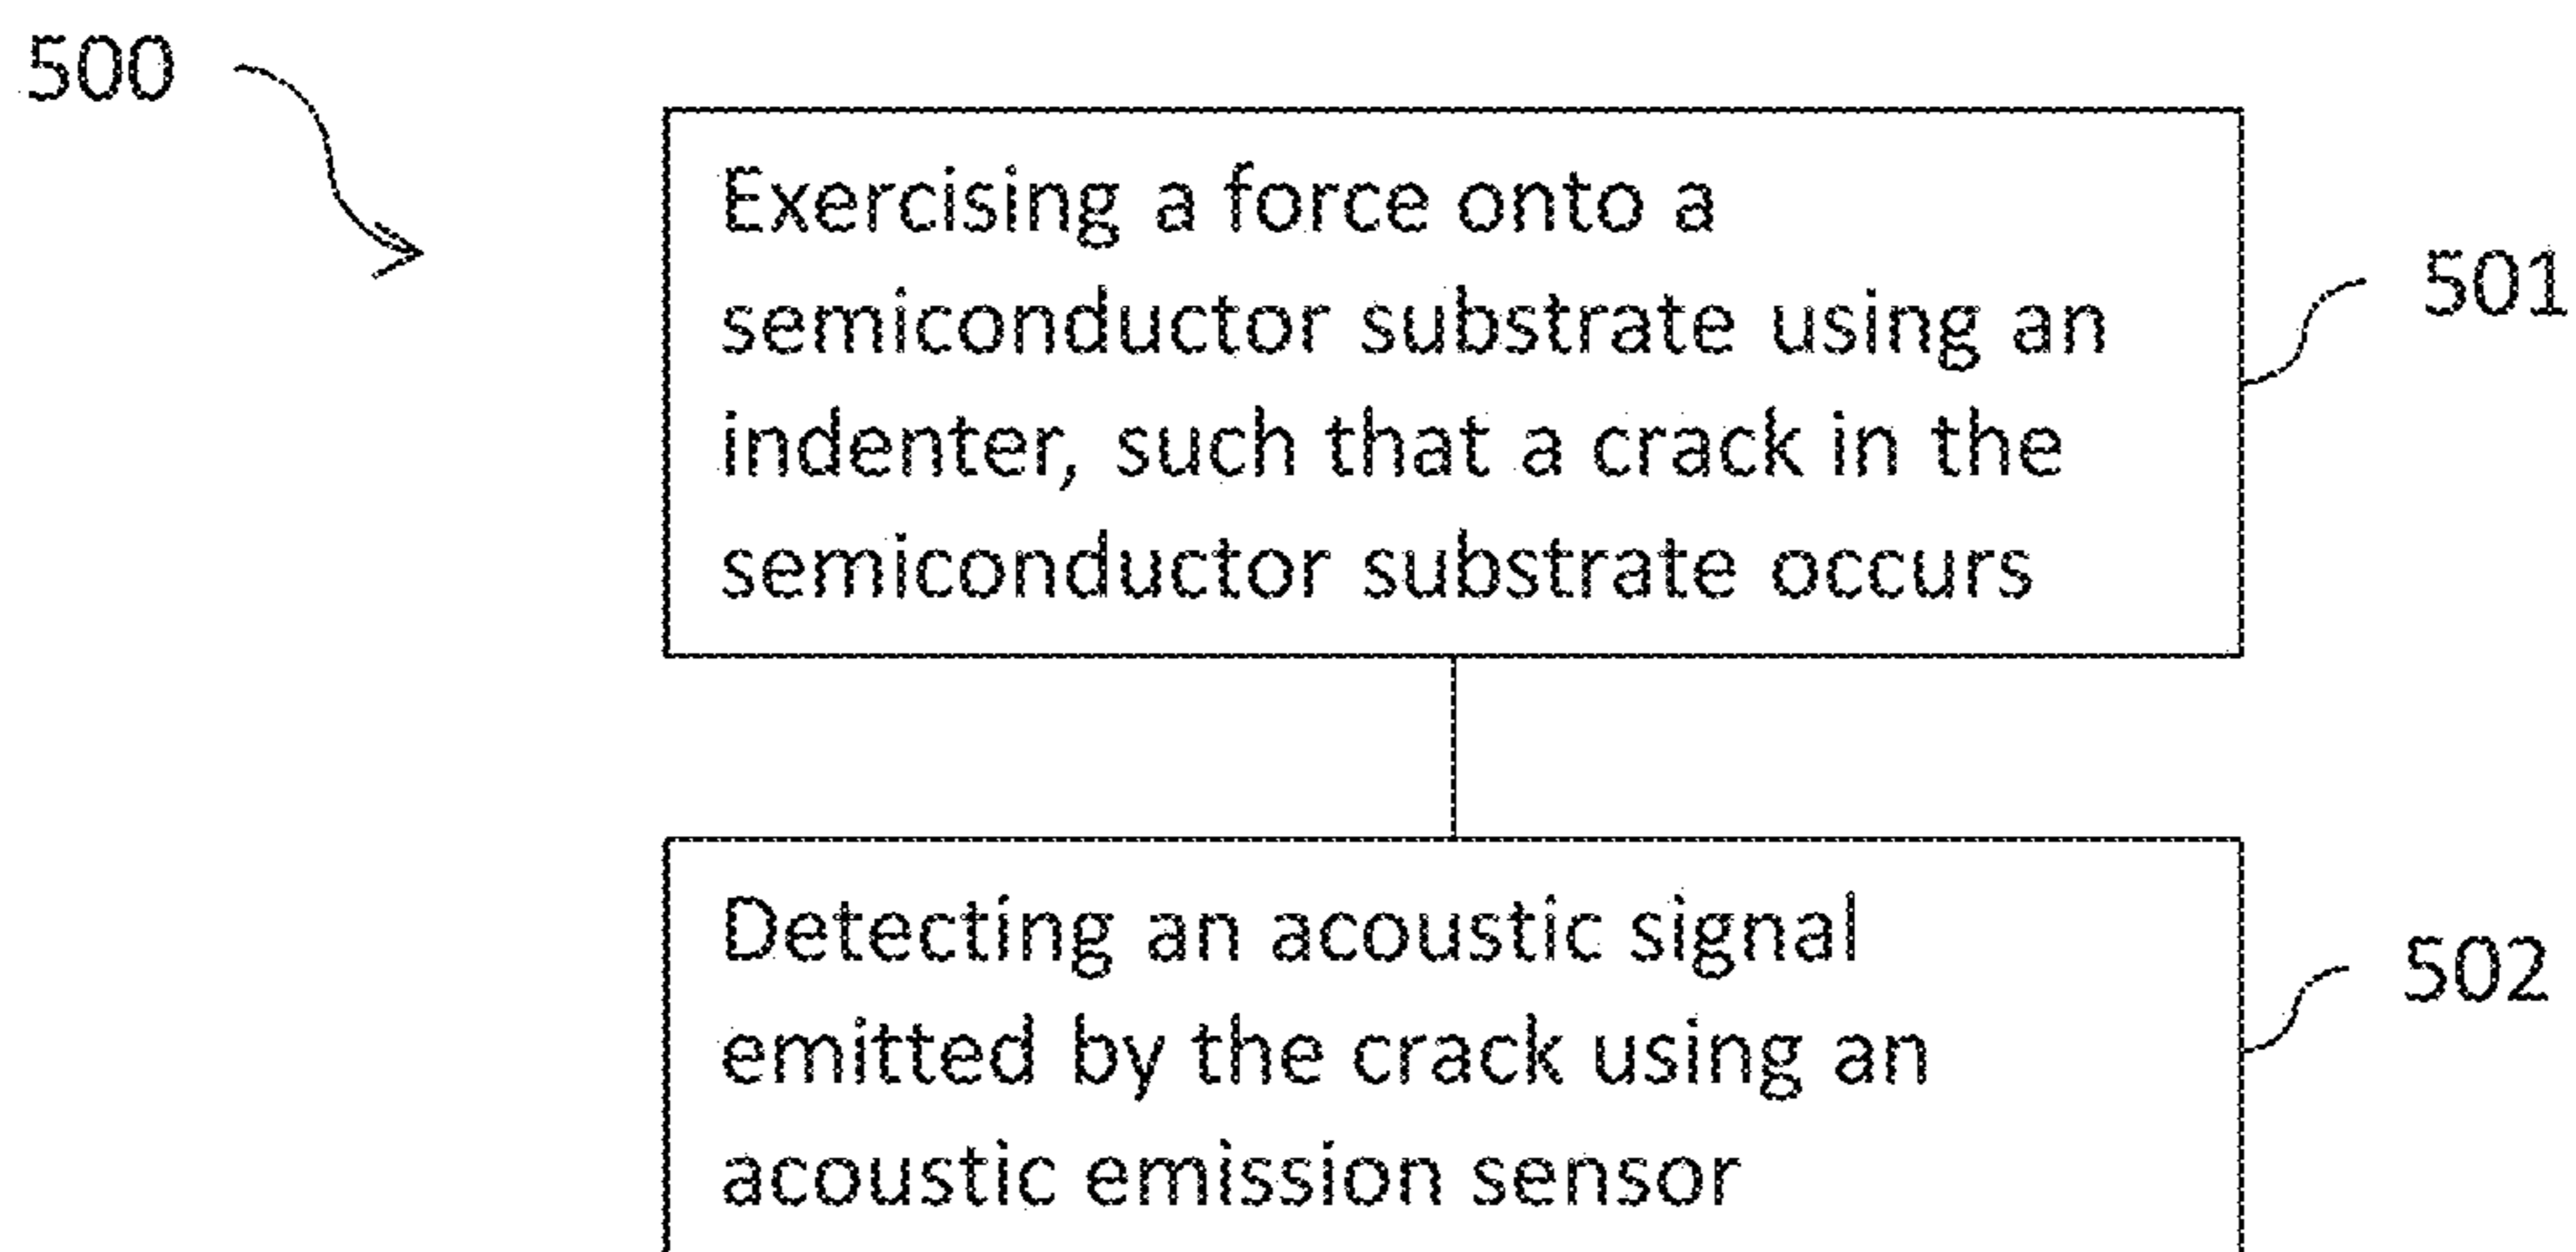 500
Exercising a force onto a
semiconductor substrate using an
indenter, such that a crack in the
semiconductor substrate occurs
501
Detecting an acoustic signal
emitted by the crack using an
acoustic emission sensor
502